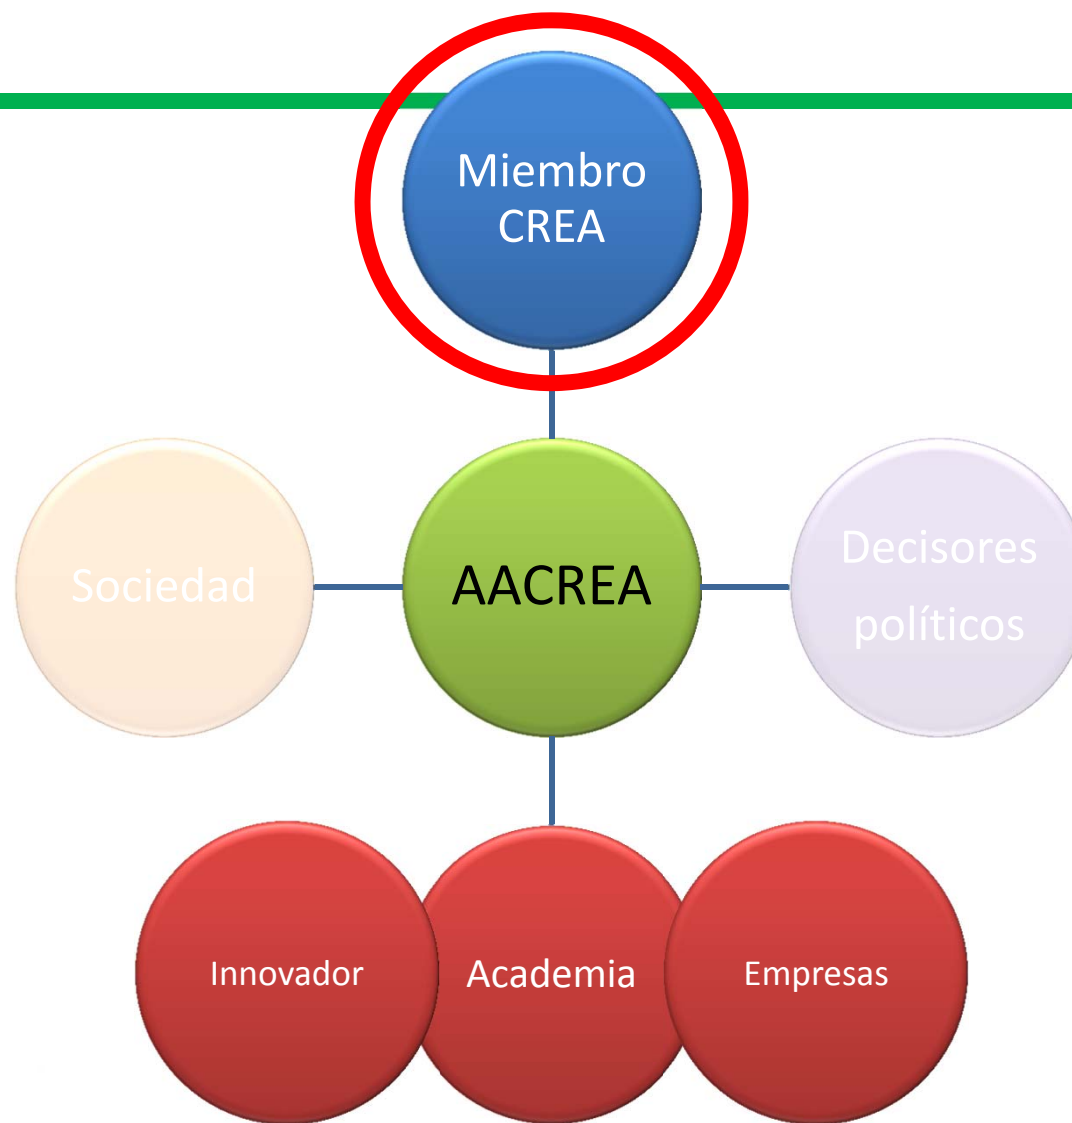 Miembro
CREA
Sociedad
AACREA
Decisores
políticos
Innovador
Academia
Empresas